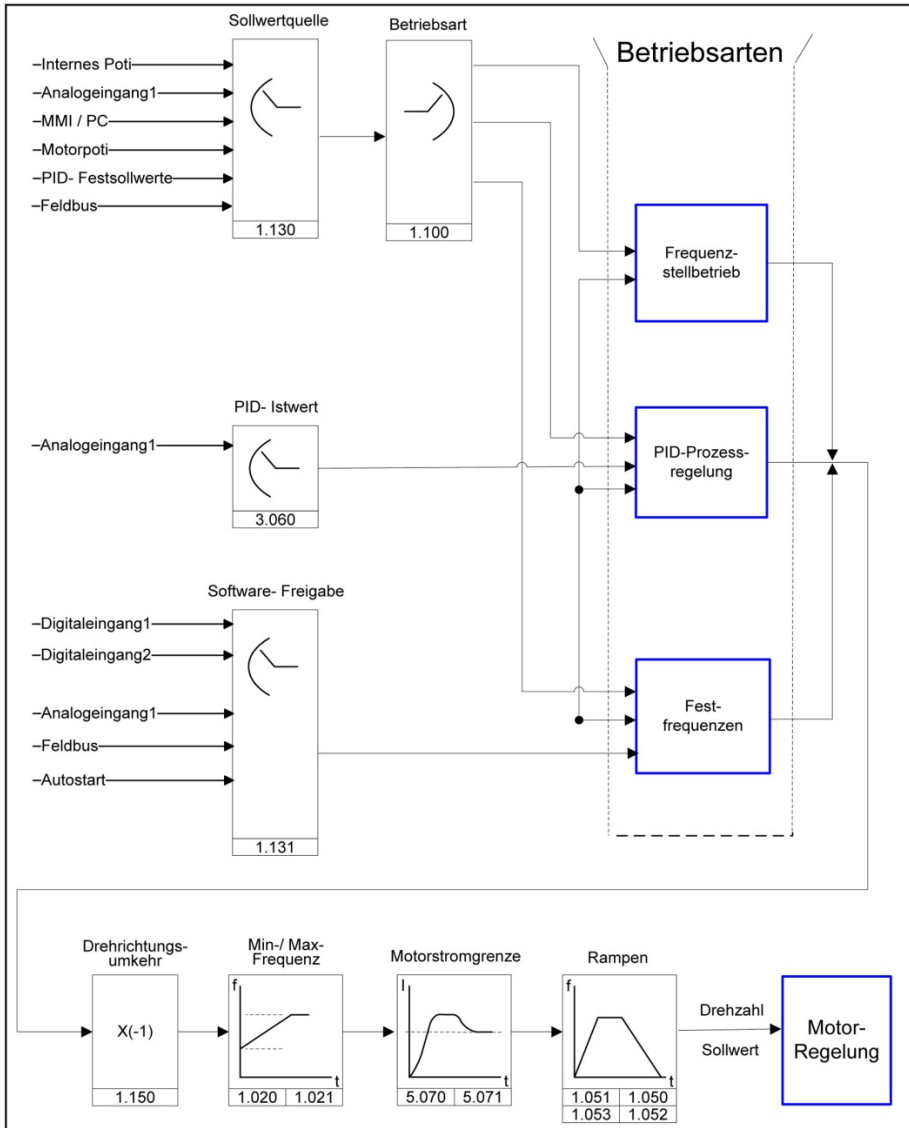 Sollwertquelle
Betriebsart
Betriebsarten
Internes Poti
Analogeingang1
MMI / PC
Motorpoti
PID- Festsollwerte
Feldbus
1.130
1.100
Frequenz-
stellbetrieb
PID- Istwert
Analogeingang1
3.060
PID-Prozess-
regelung
Software- Freigabe
Digitaleingang1
Digitaleingang2
Analogeingang1
Feldbus
Autostart
1.131
Fest-
frequenzen
Drehrichtungs-
umkehr
X(-1)
1.150
Min-/ Max-
Frequenz
f
t
1.020 1.021
Motorstromgrenze
I
t
5.070 5.071
Rampen
f
t
1.051 1.050
1.053 1.052
Drehzahl
Sollwert
Motor-
Regelung